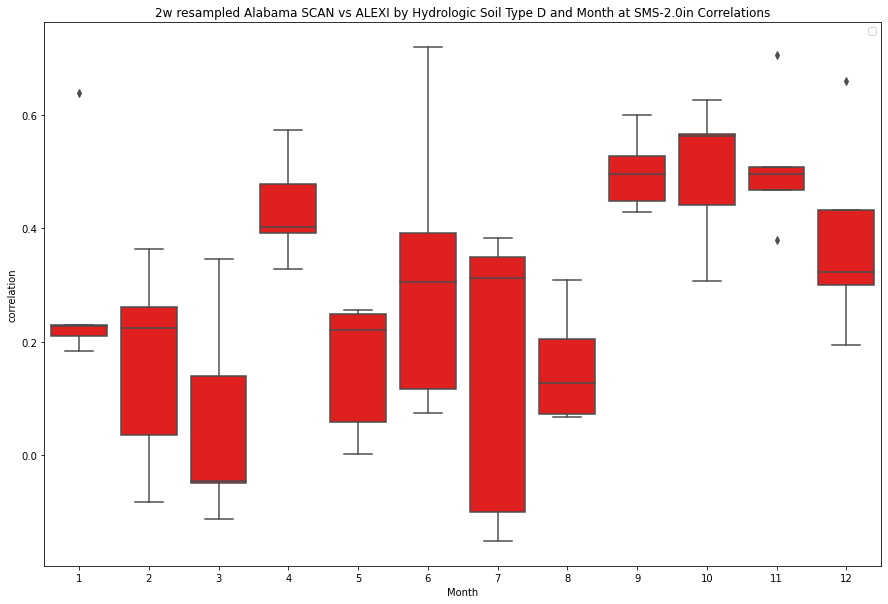 2w resampled Alabama SCAN vs ALEXI by Hydrologic Soil Type D and Month at SMS-2.0in Correlations
0.6
0.4
0.2
0.0
correlation
1 2 3 4 5 6 7 8 9 10 11 12
Month